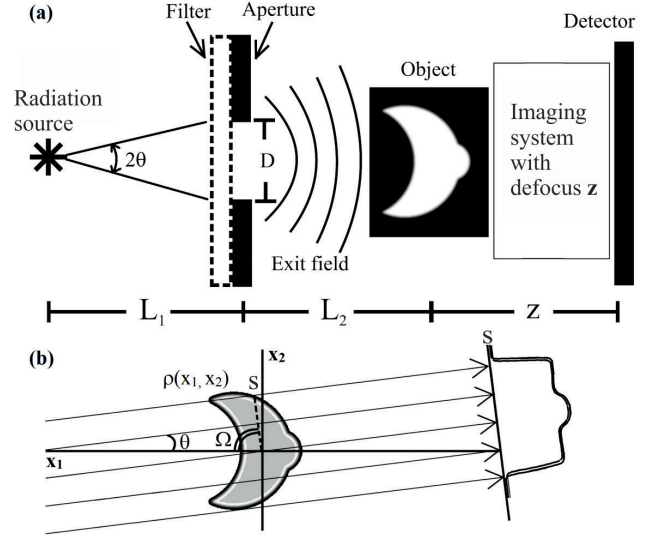 (a)
Filter
Aperture
Detector
Radiation
source
2θ
D
Object
Imaging
system
with
defocus z
Exit field
L₁
L₂
z
(b)
x₂
ρ(x₁, x₂)
S
S
θ
Ω
x₁